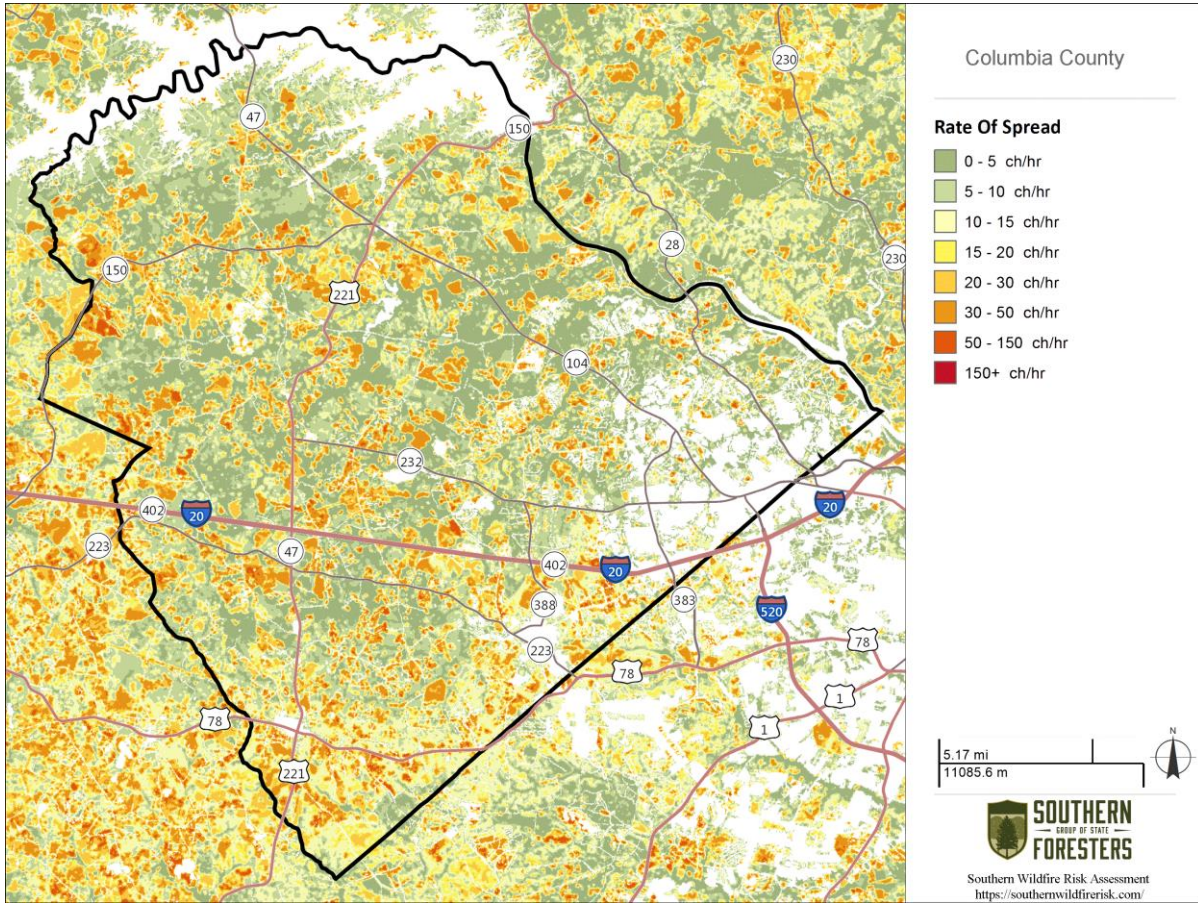 Columbia County
Rate Of Spread
0 - 5 ch/hr
5 - 10 ch/hr
10 - 15 ch/hr
15 - 20 ch/hr
20 - 30 ch/hr
30 - 50 ch/hr
50 - 150 ch/hr
150+ ch/hr
230
47
150
28
230
150
221
104
232
402
20
20
223
47
402
20
388
383
520
223
78
78
78
1
1
221
N
5.17 mi
11085.6 m
SOUTHERN
GROUP OF STATE
FORESTERS
Southern Wildfire Risk Assessment
https://southernwildfirerisk.com/